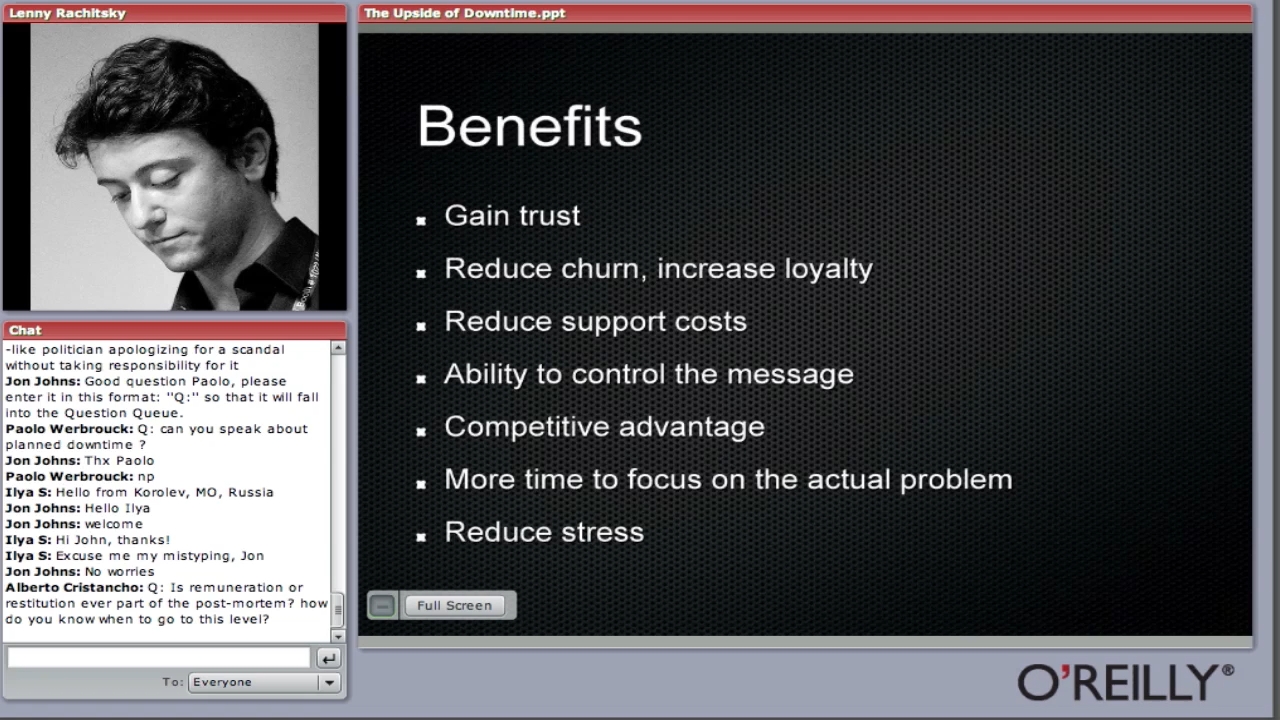 Lenny Rachitsky
Chat
-like politician apologizing for a scandal
without taking responsibility for it
Jon Johns: Good question Paolo, please
enter it in this format: "Q:" so that it will fall
into the Question Queue.
Paolo Werbrouck: Q: can you speak about
planned downtime ?
Jon Johns: Thx Paolo
Paolo Werbrouck: np
Ilya S: Hello from Korolev, MO, Russia
Jon Johns: Hello Ilya
Jon Johns: welcome
Ilya S: Hi John, thanks!
Ilya S: Excuse me my mistyping, Jon
Jon Johns: No worries
Alberto Cristancho: Q: Is remuneration or
restitution ever part of the post-mortem? how
do you know when to go to this level?
To: Everyone
The Upside of Downtime.ppt
Benefits
Gain trust
Reduce churn, increase loyalty
Reduce support costs
Ability to control the message
Competitive advantage
More time to focus on the actual problem
Reduce stress
Full Screen
O'REILLY®